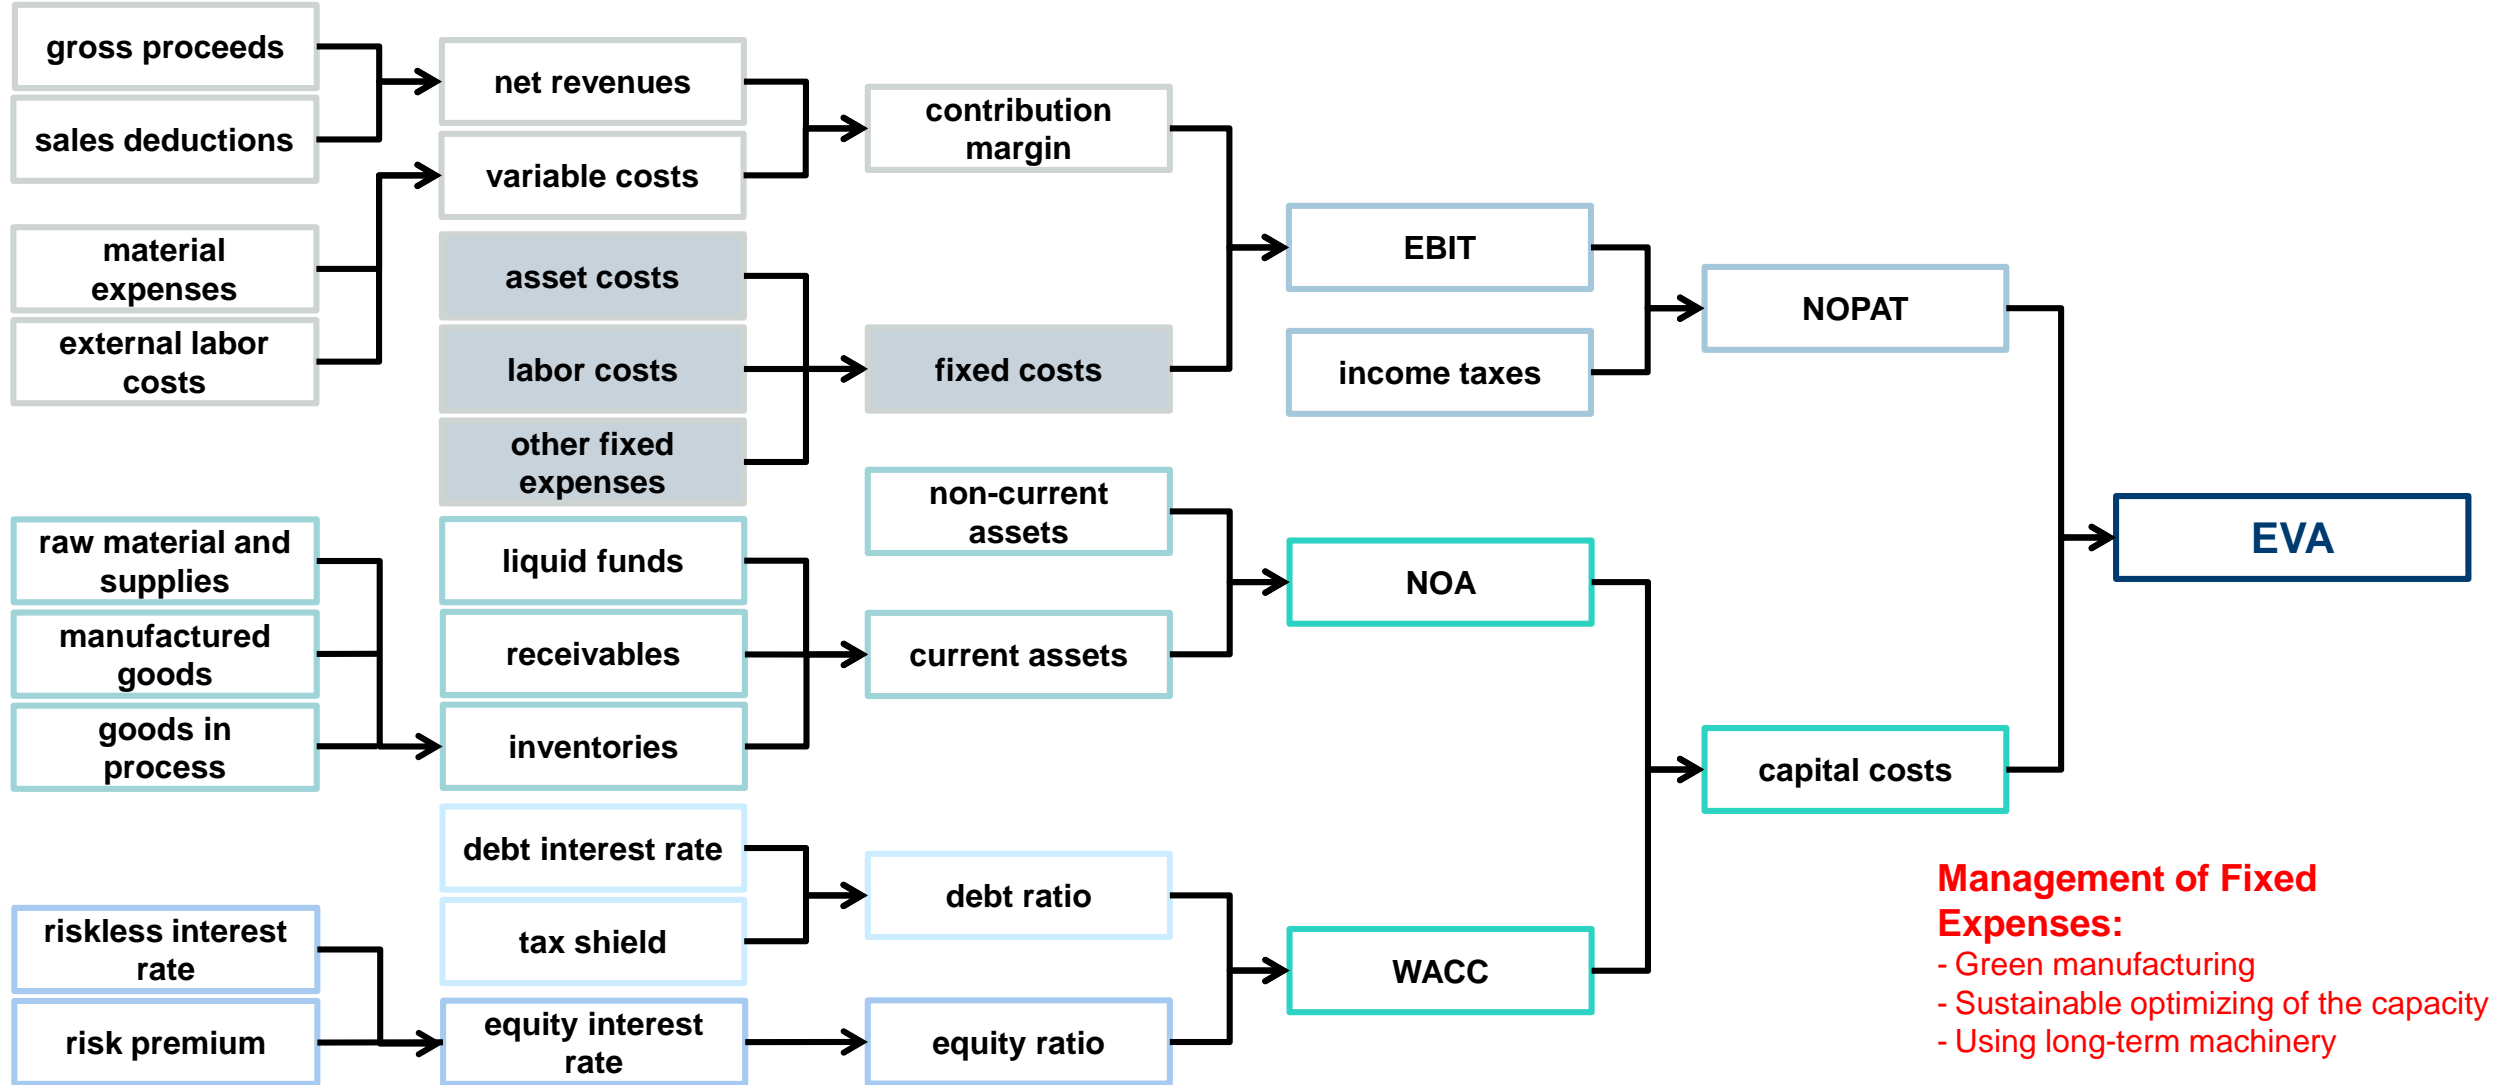 gross proceeds
sales deductions
material
expenses
external labor
costs
raw material and
supplies
manufactured
goods
goods in
process
riskless interest
rate
risk premium
net revenues
variable costs
asset costs
labor costs
other fixed
expenses
liquid funds
receivables
inventories
debt interest rate
tax shield
equity interest
rate
contribution
margin
fixed costs
non-current
assets
current assets
debt ratio
equity ratio
EBIT
income taxes
NOA
WACC
NOPAT
capital costs
EVA
Management of Fixed
Expenses:
- Green manufacturing
- Sustainable optimizing of the capacity
- Using long-term machinery